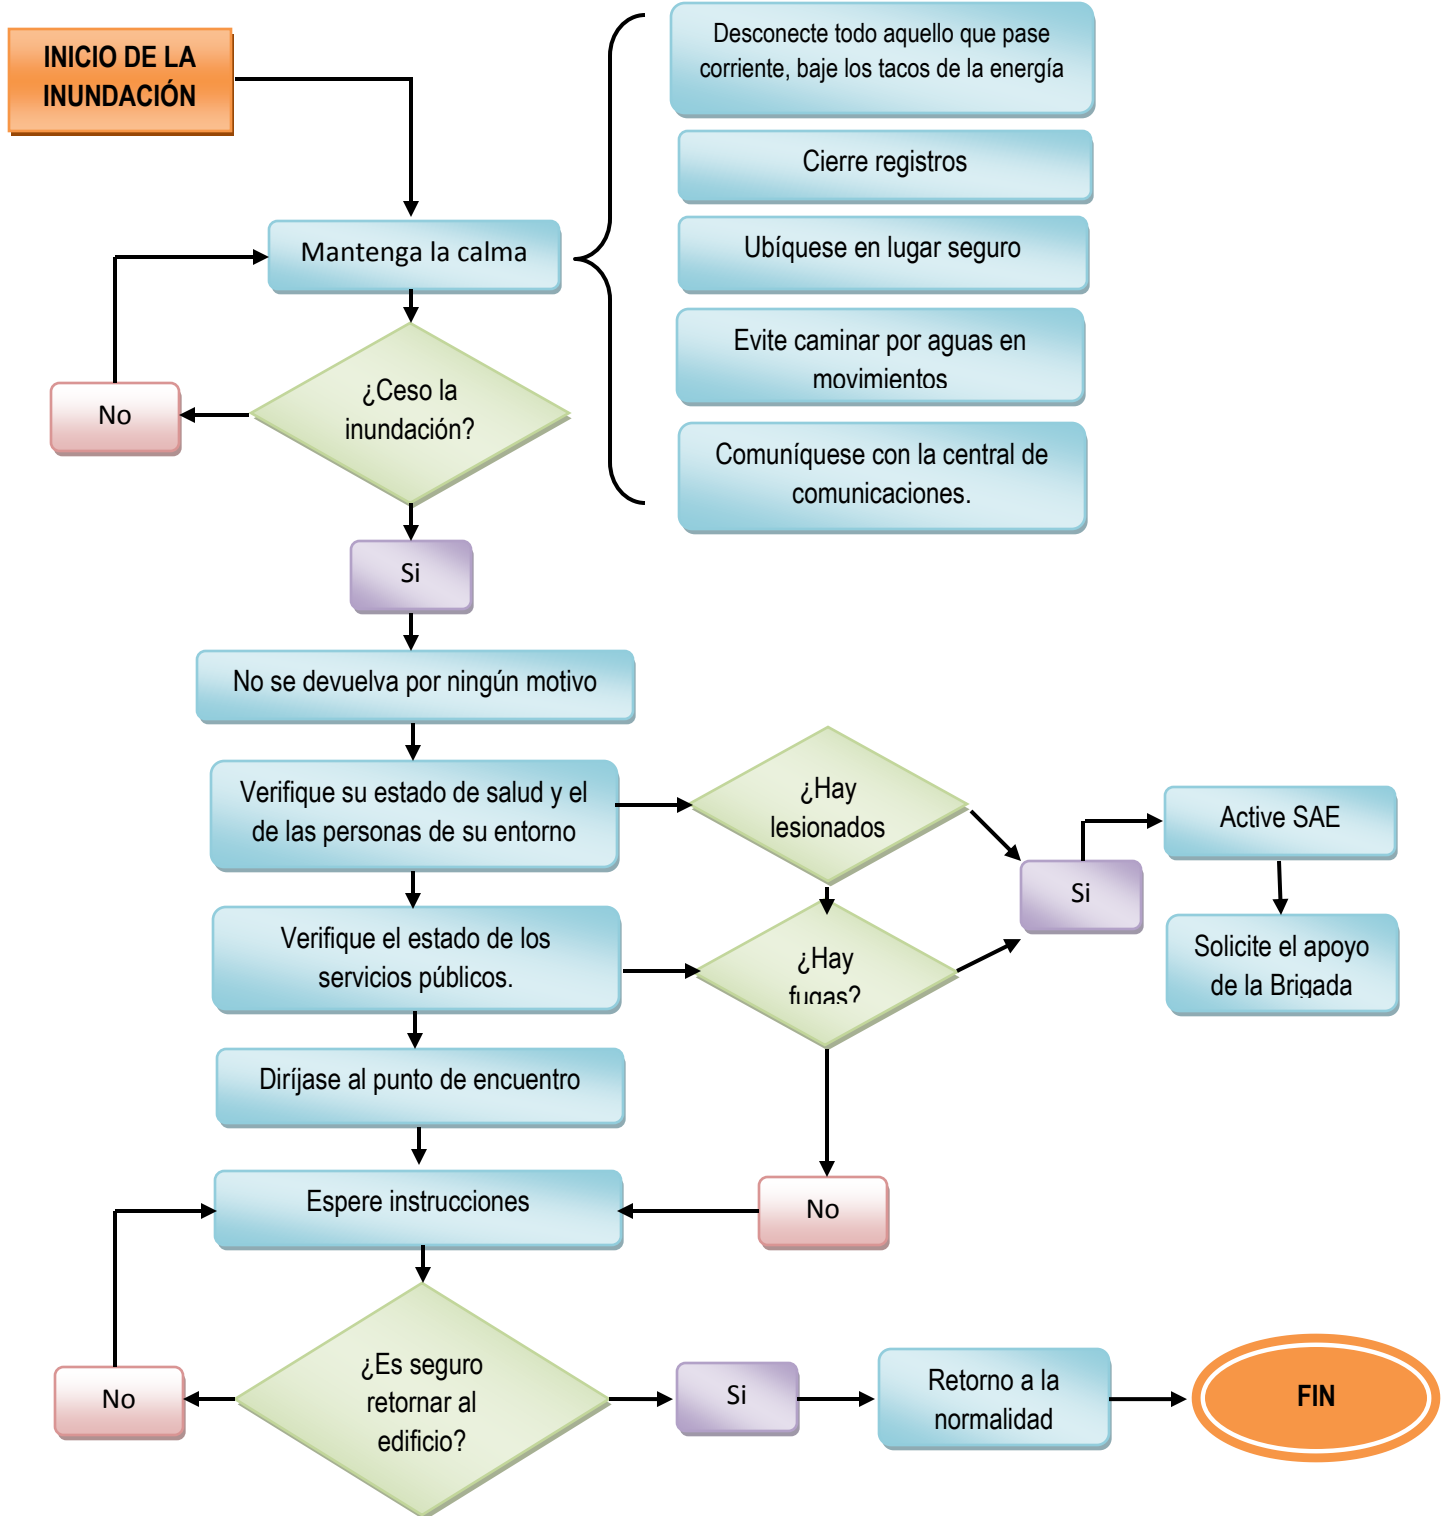 INICIO DE LA
INUNDACIÓN
Desconecte todo aquello que pase
corriente, baje los tacos de la energía
Cierre registros
Mantenga la calma
Ubíquese en lugar seguro
Evite caminar por aguas en
movimientos
¿Ceso la
inundación?
No
Comuníquese con la central de
comunicaciones.
Si
No se devuelva por ningún motivo
Verifique su estado de salud y el
de las personas de su entorno
¿Hay
lesionados
Active SAE
Si
Verifique el estado de los
servicios públicos.
¿Hay
fugas?
Solicite el apoyo
de la Brigada
Diríjase al punto de encuentro
Espere instrucciones
No
¿Es seguro
retornar al
edificio?
No
Si
Retorno a la
normalidad
FIN